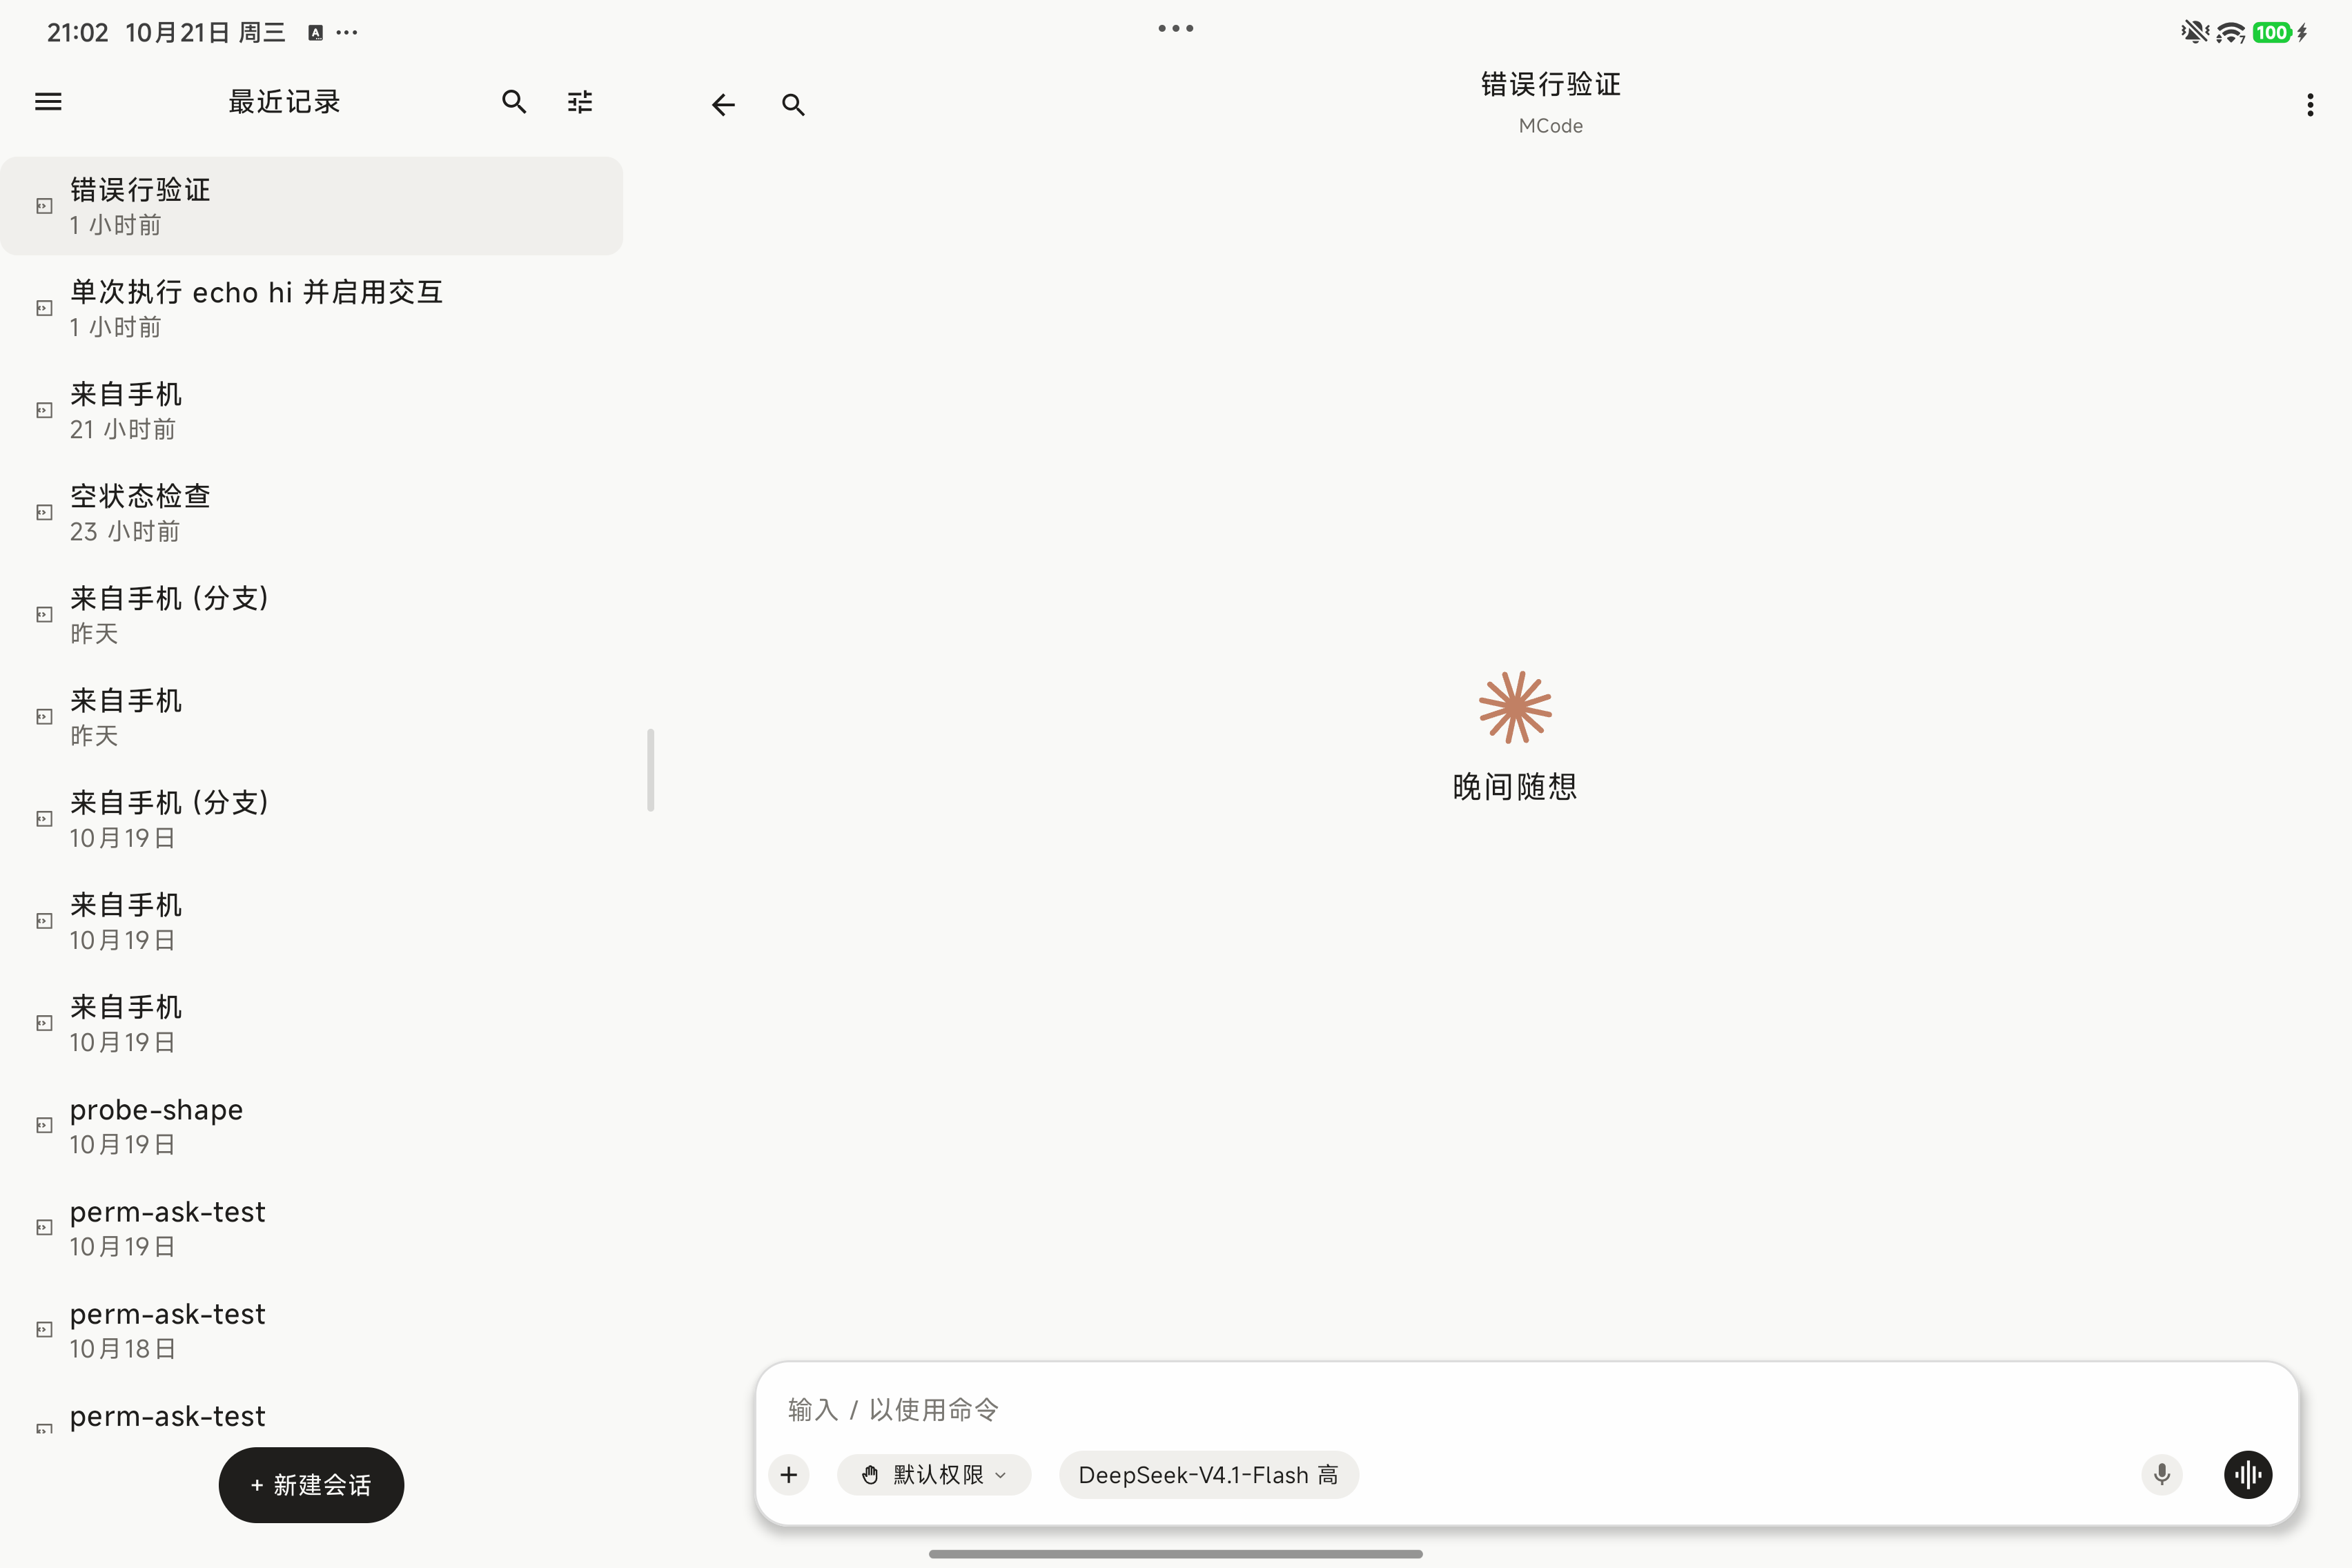 21:02 10月21日 周三
100
最近记录
错误行验证
1 小时前
单次执行 echo hi 并启用交互
1 小时前
来自手机
21 小时前
空状态检查
23 小时前
来自手机 (分支)
昨天
来自手机
昨天
来自手机 (分支)
10月19日
来自手机
10月19日
来自手机
10月19日
probe-shape
10月19日
perm-ask-test
10月19日
perm-ask-test
10月18日
perm-ask-test
+ 新建会话
错误行验证
MCode
晚间随想
输入 / 以使用命令
默认权限
DeepSeek-V4.1-Flash 高